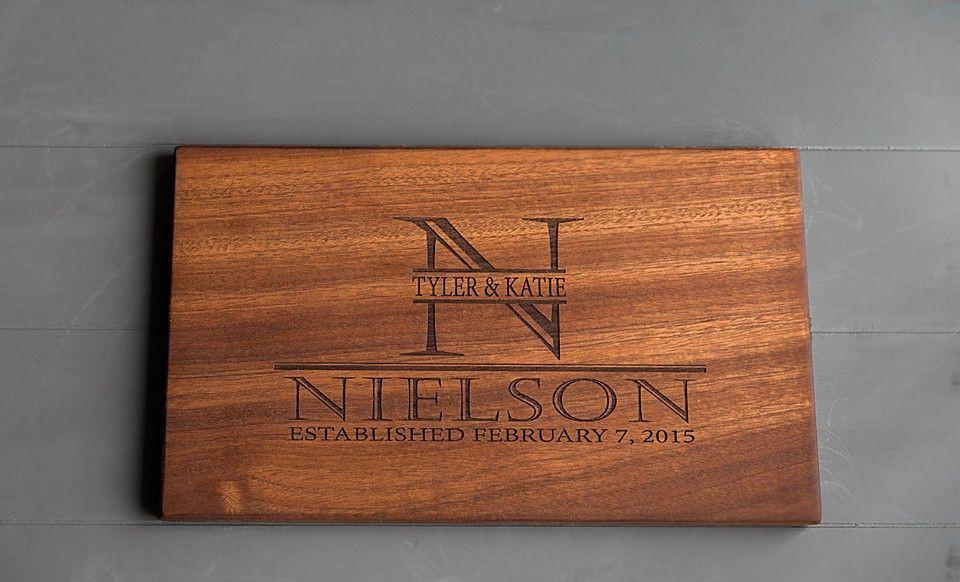 N
TYLER & KATIE
NIELSON
ESTABLISHED FEBRUARY 7, 2015